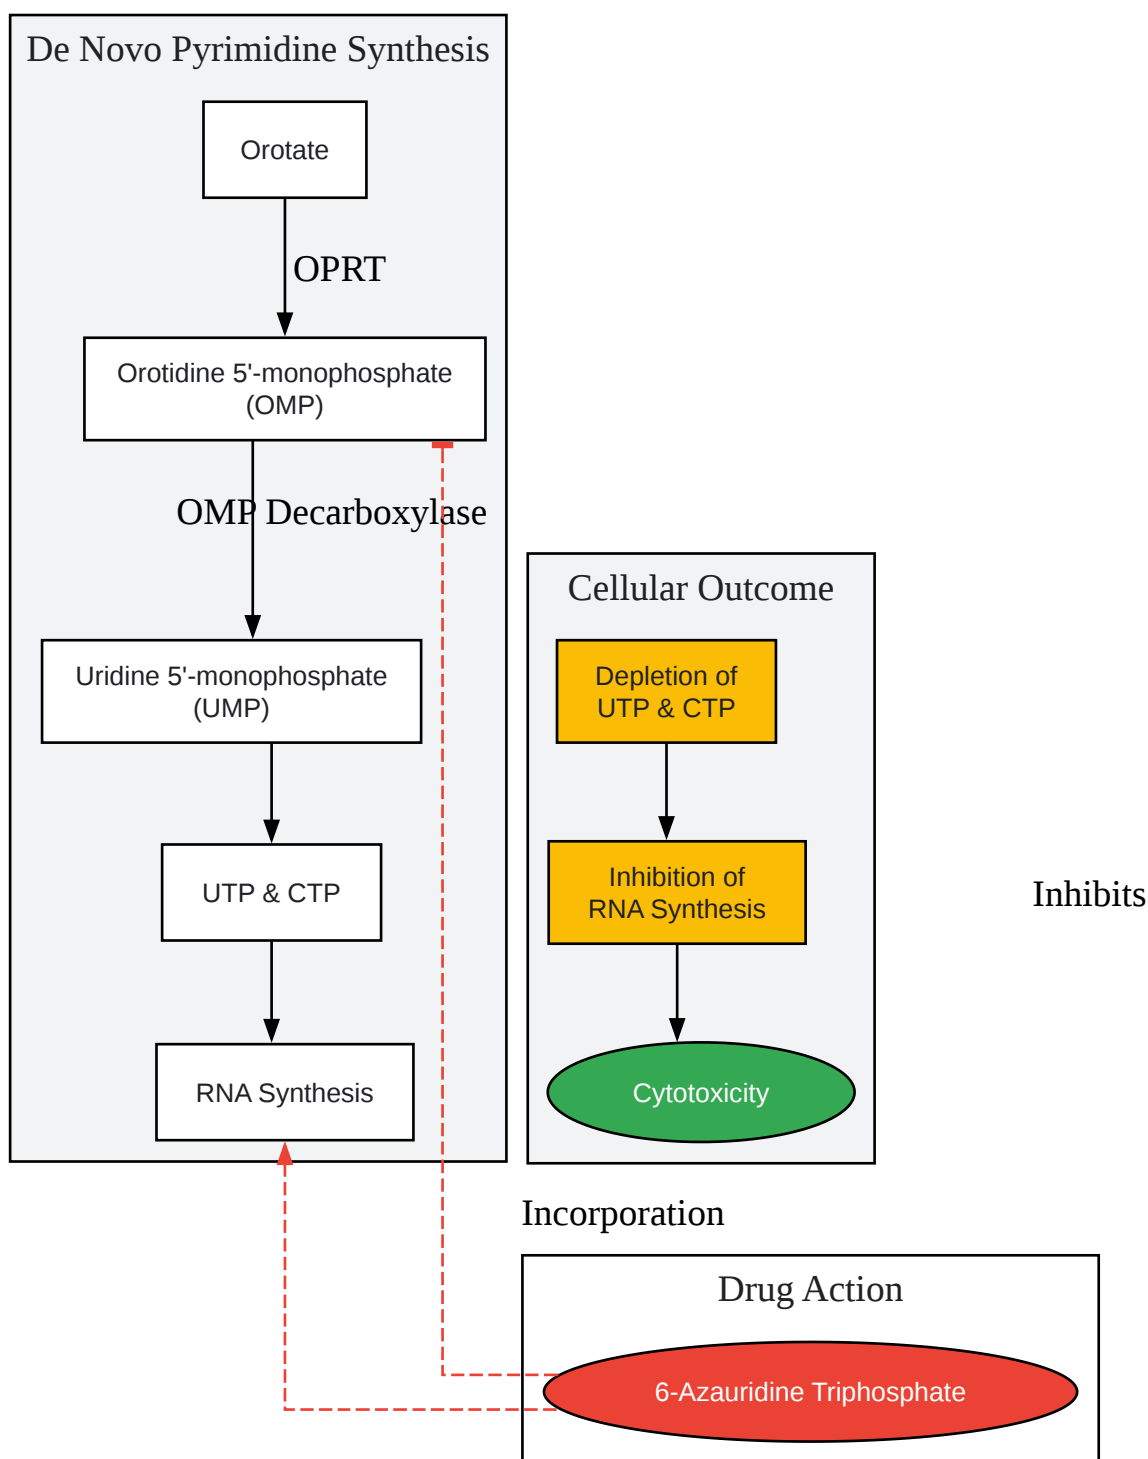 De Novo Pyrimidine Synthesis
Orotate
OPRT
Orotidine 5'-monophosphate
(OMP)
OMP Decarboxylase
Uridine 5'-monophosphate
(UMP)
UTP & CTP
RNA Synthesis
Cellular Outcome
Depletion of
UTP & CTP
Inhibition of
RNA Synthesis
Cytotoxicity
Inhibits
Incorporation
Drug Action
6-Azauridine Triphosphate